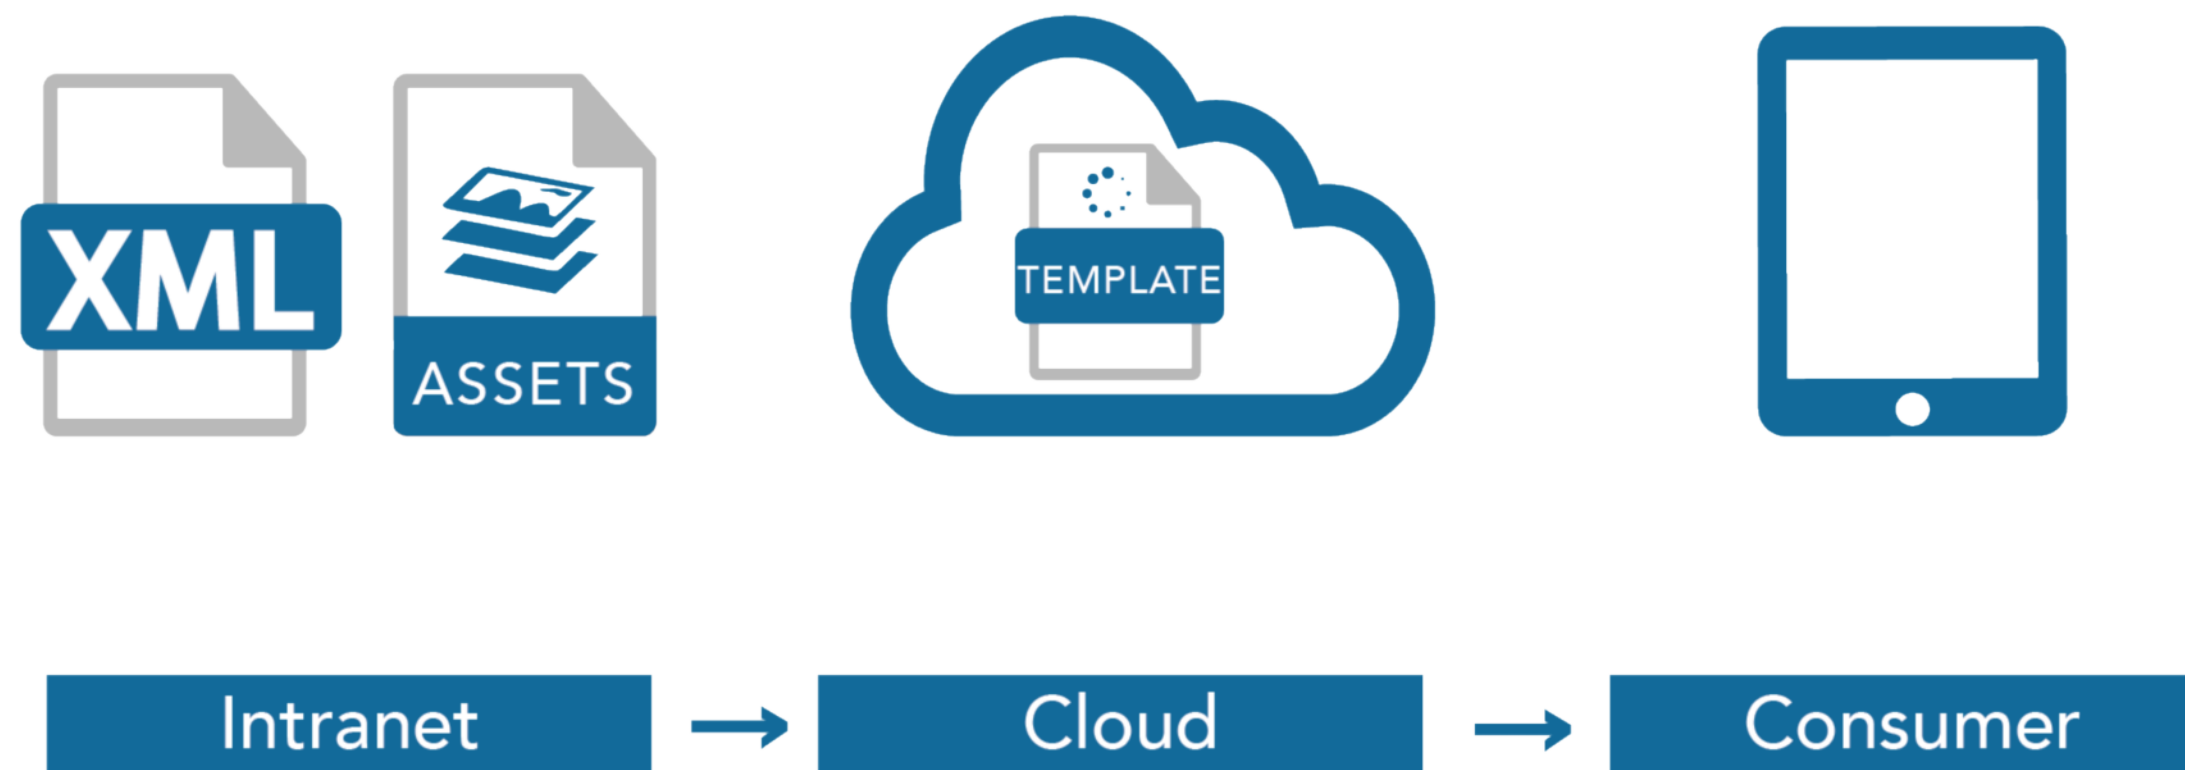 XML
ASSETS
TEMPLATE
Intranet
Cloud
Consumer